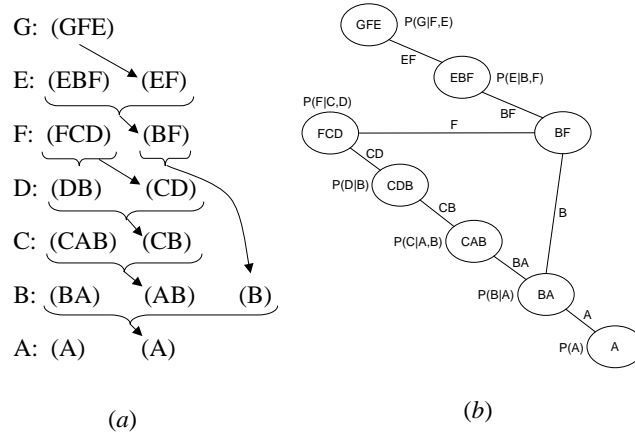 G: (GFE)
E: (EBF) (EF)
F: (FCD) (BF)
D: (DB) (CD)
C: (CAB) (CB)
B: (BA) (AB) (B)
A: (A) (A)
(a)
GFE P(G|F,E)
EF
EBF P(E|B,F)
BF
P(F|C,D)
FCD F BF
CD
P(D|B) CDB
CB B
P(C|A,B) CAB
BA
P(B|A) BA
A
P(A) A
(b)